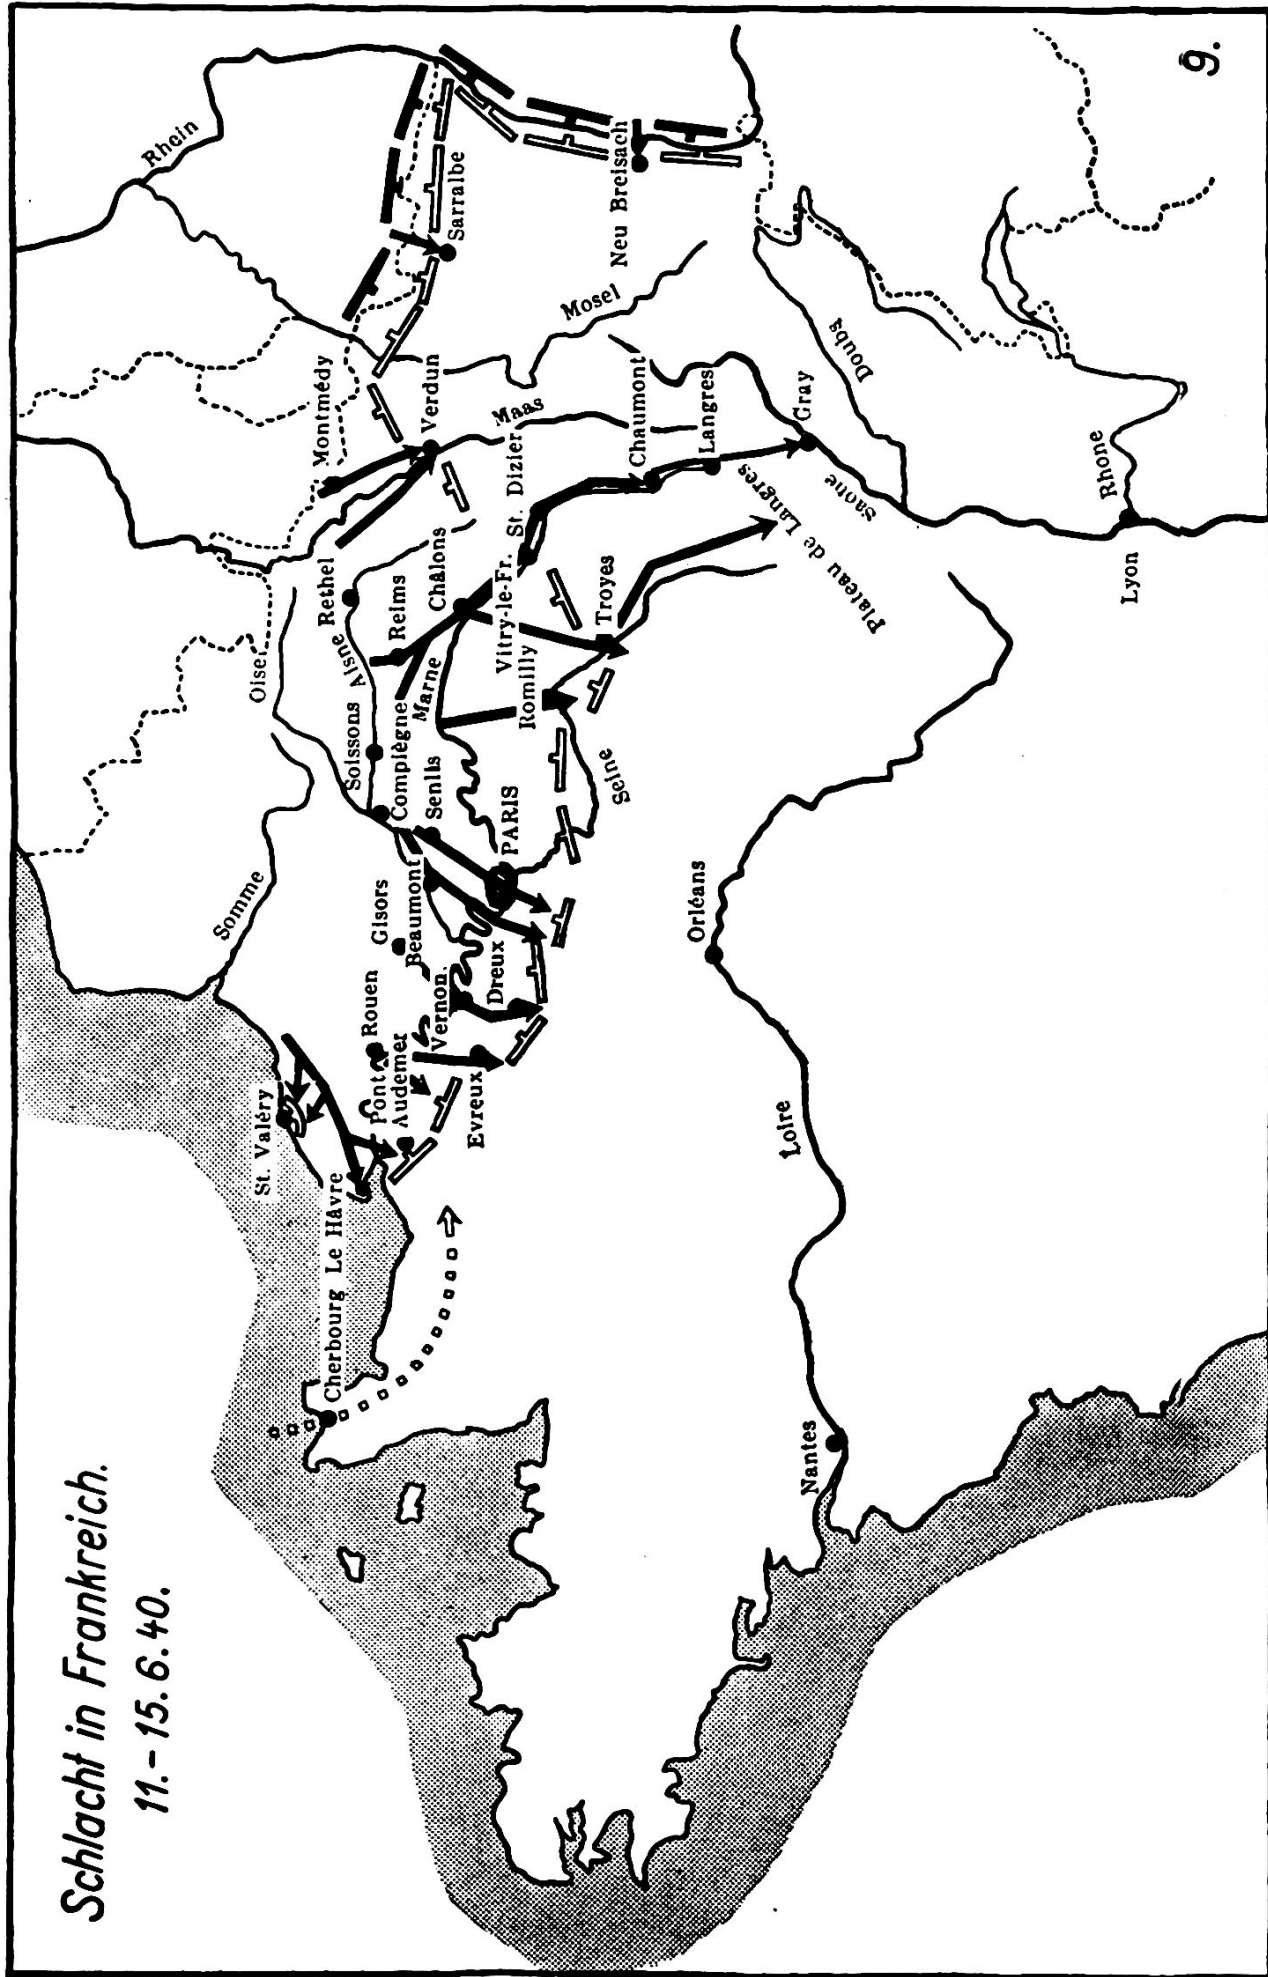 Schlacht in Frankreich.
11.-15.6.40.
9.
Rhein
Sarralbe
Neu Breisach
Mosel
Montmédy
Verdun
Maas
Oise
Rethel
Aisne
Reims
Châlons
St. Dizier
Chaumont
Langres
Gray
Doubs
Saone
Plateau de Langres
Rhone
Lyon
Somme
Soissons
Compiègne
Marne
Vitry-le-Fr.
Romilly
Troyes
Senlis
PARIS
Seine
Gisors
Beaumont
Rouen
Vernon
Dreux
Pont
Audemer
Evreux
St. Valéry
Le Hâvre
Cherbourg
Orléans
Loire
Nantes